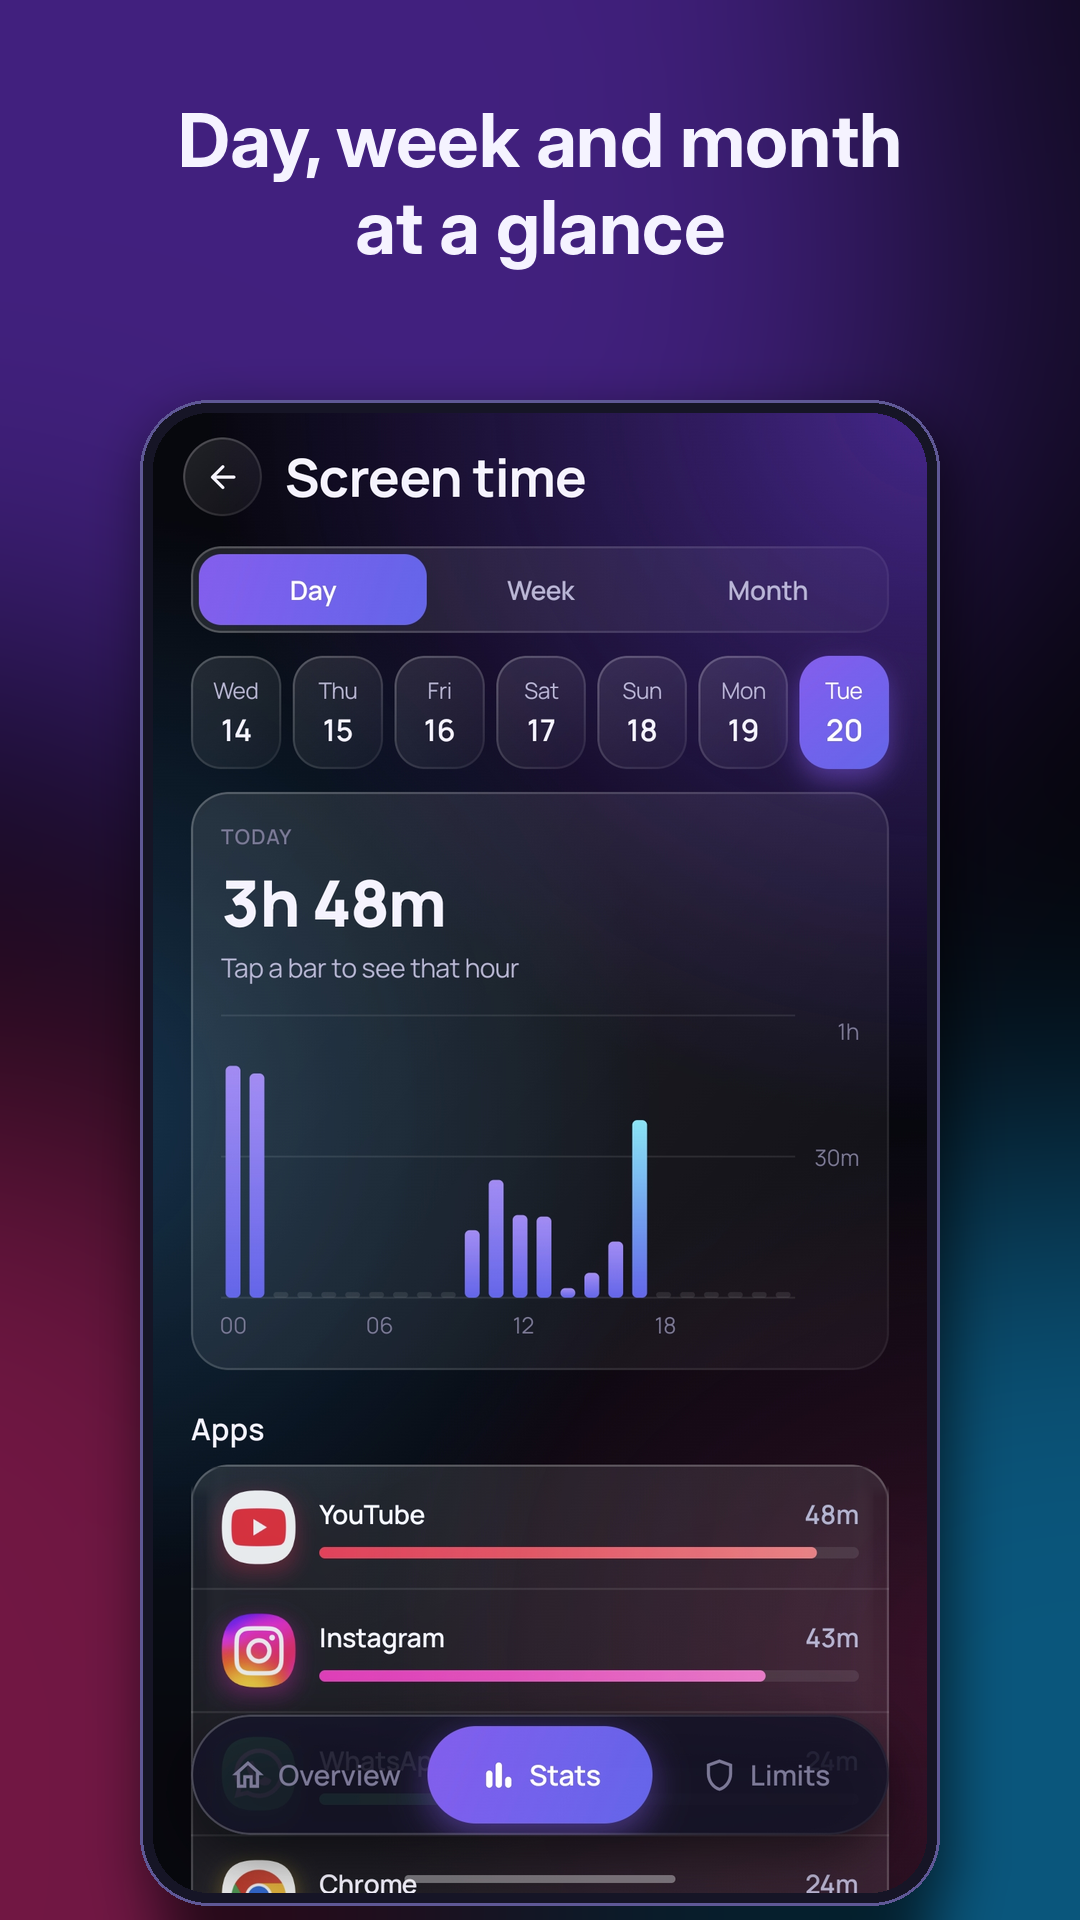 Day, week and month
at a glance
Screen time
Day Week Month
Wed Thu Fri Sat Sun Mon Tue
14 15 16 17 18 19 20
TODAY
3h 48m
Tap a bar to see that hour
1h
30m
00 06 12 18
Apps
YouTube 48m
Instagram 43m
WhatsAp 24m
Overview Stats Limits
Chrome 24m